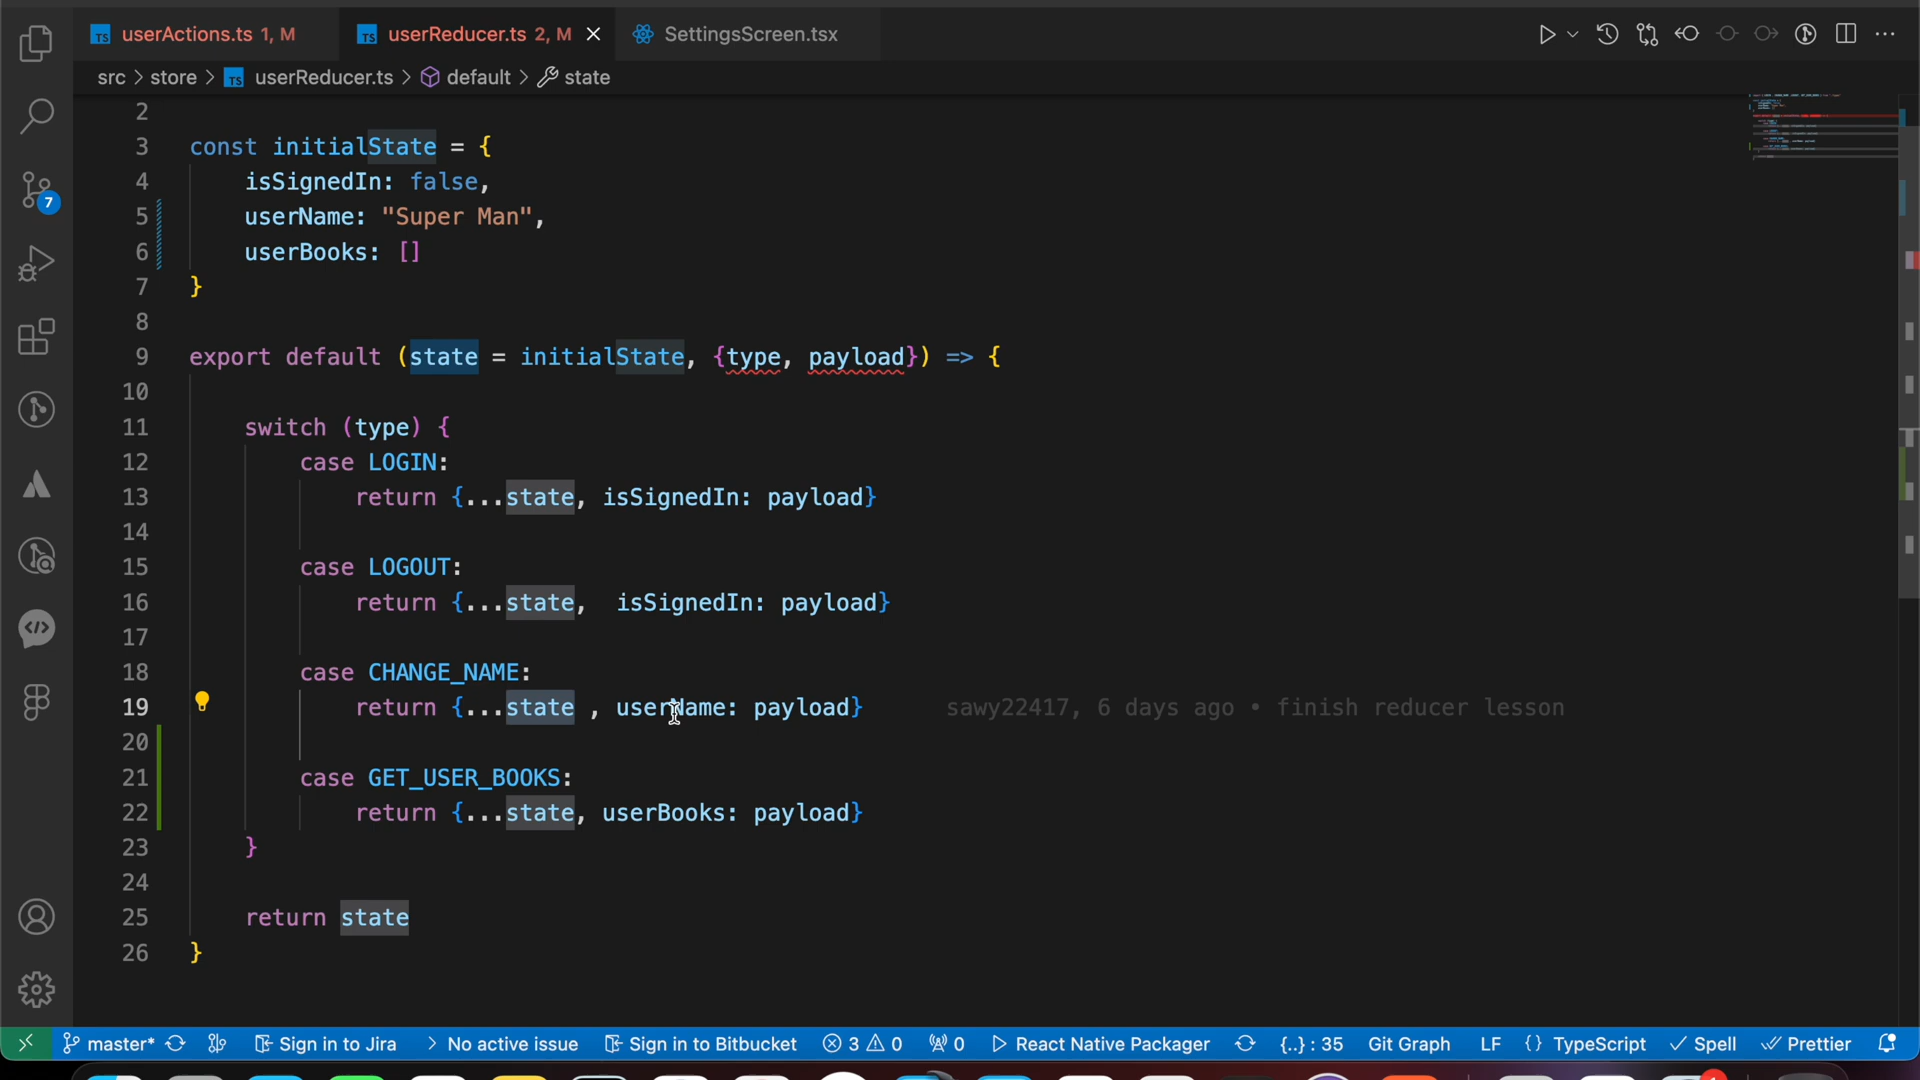 userActions.ts 1, M
userReducer.ts 2, M
SettingsScreen.tsx
src > store > userReducer.ts > default > state
2
3 const initialState = {
4 isSignedIn: false,
5 userName: "Super Man",
6 userBooks: []
7 }
8
9 export default (state = initialState, {type, payload}) => {
10
11 switch (type) {
12 case LOGIN:
13 return {...state, isSignedIn: payload}
14
15 case LOGOUT:
16 return {...state,  isSignedIn: payload}
17
18 case CHANGE_NAME:
19 return {...state , userName: payload} sawy22417, 6 days ago • finish reducer lesson
20
21 case GET_USER_BOOKS:
22 return {...state, userBooks: payload}
23 }
24
25 return state
26 }
7
master* Sign in to Jira > No active issue Sign in to Bitbucket 3 0 0 React Native Packager {..} : 35 Git Graph LF {} TypeScript Spell Prettier